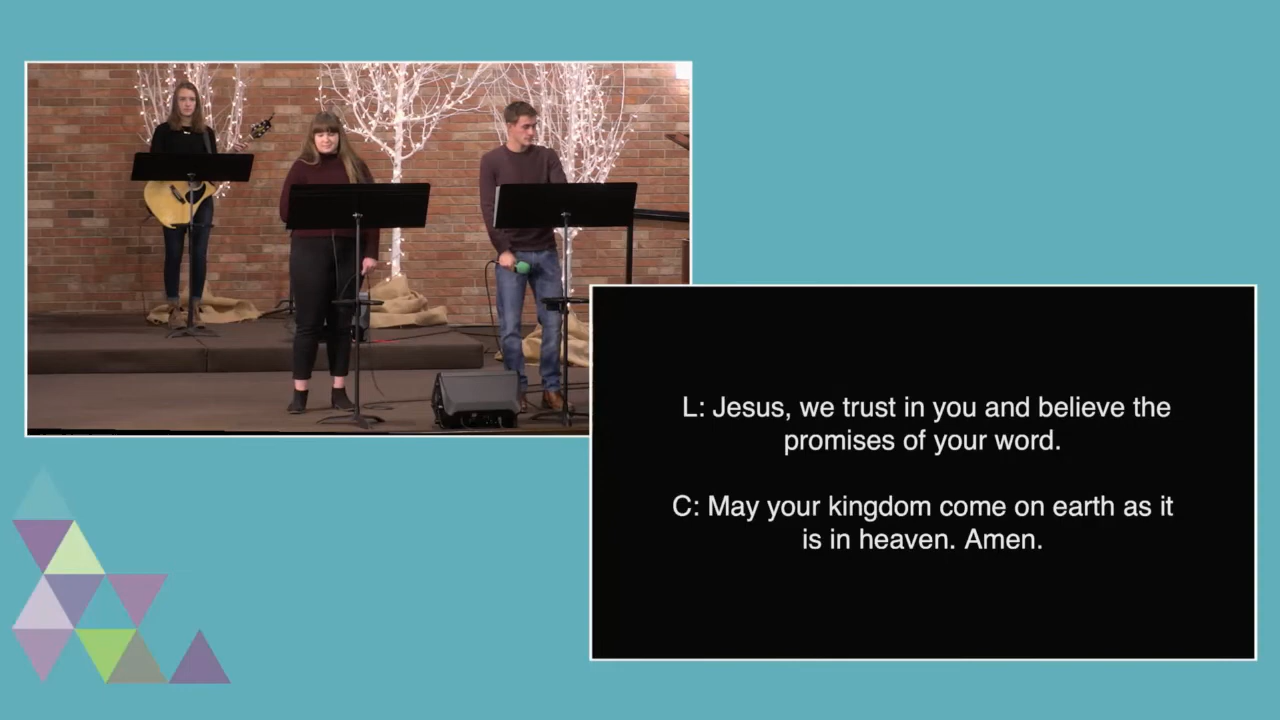 L: Jesus, we trust in you and believe the
promises of your word.
C: May your kingdom come on earth as it
is in heaven. Amen.